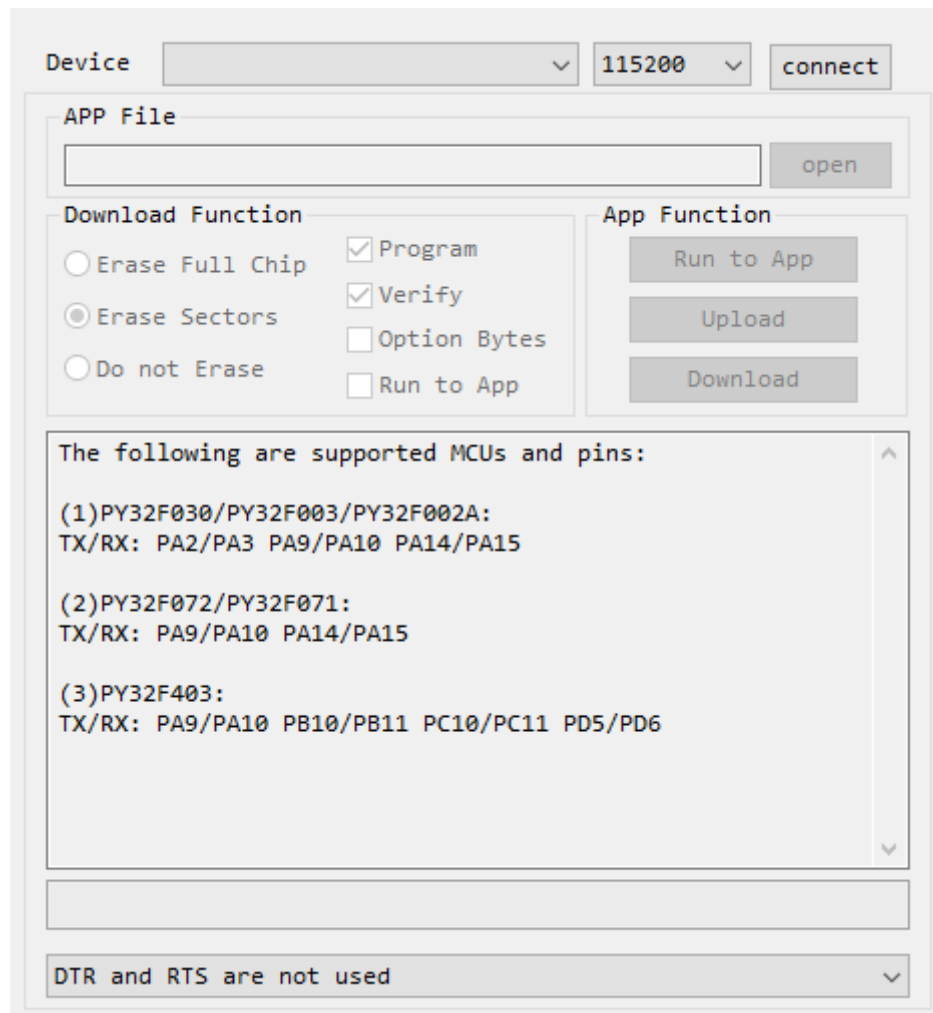 Device 115200 connect
APP File
open
Download Function
App Function
Erase Full Chip
Erase Sectors
Do not Erase
Program
Verify
Option Bytes
Run to App
Run to App
Upload
Download
The following are supported MCUs and pins:
(1)PY32F030/PY32F003/PY32F002A:
TX/RX: PA2/PA3 PA9/PA10 PA14/PA15
(2)PY32F072/PY32F071:
TX/RX: PA9/PA10 PA14/PA15
(3)PY32F403:
TX/RX: PA9/PA10 PB10/PB11 PC10/PC11 PD5/PD6
DTR and RTS are not used